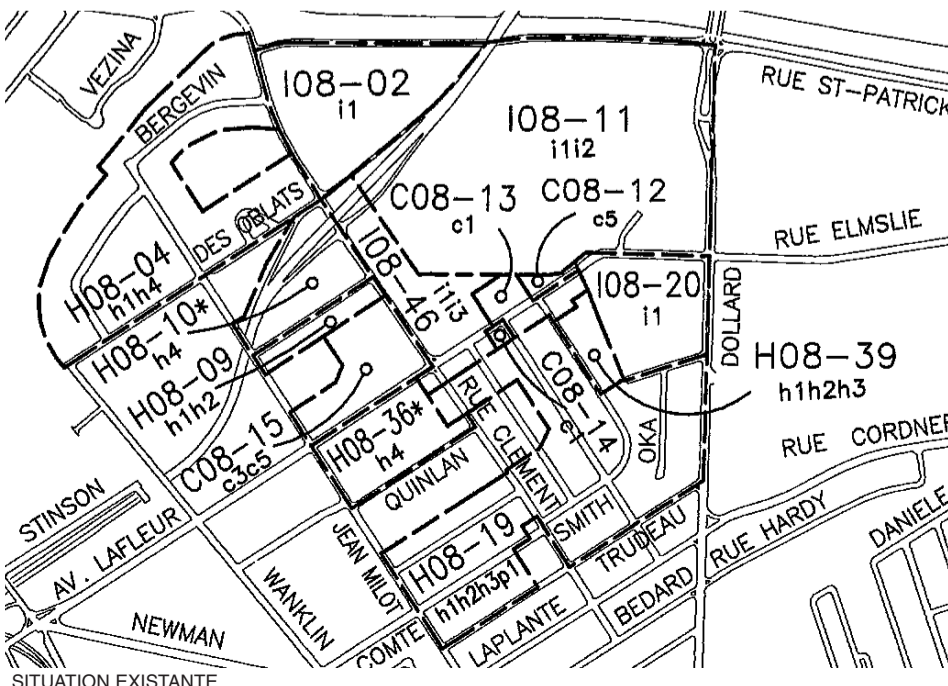 VEZINA
BERGEVIN
I08-02
i1
I08-11
i1i2
RUE ST-PATRICK
C08-13
c1
C08-12
c5
DES OBLATS
I08-46
i1i3
RUE ELMSLIE
H08-04
h1h4
H08-10*
h4
I08-20
i1
DOLLARD
H08-09
h1h2
H08-39
h1h2h3
C08-15
c3c5
H08-36*
h4
RUE CLEMENT
C08-14
c1
OKA
RUE CORDNER
STINSON
AV. LAFLEUR
QUINLAN
SMITH
JEAN MILOT
H08-19
h1h2h3p1
TRUDEAU
RUE HARDY
DANIELE
WANKLIN
NEWMAN
COMTE
LAPLANTE
BEDARD
SITUATION EXISTANTE